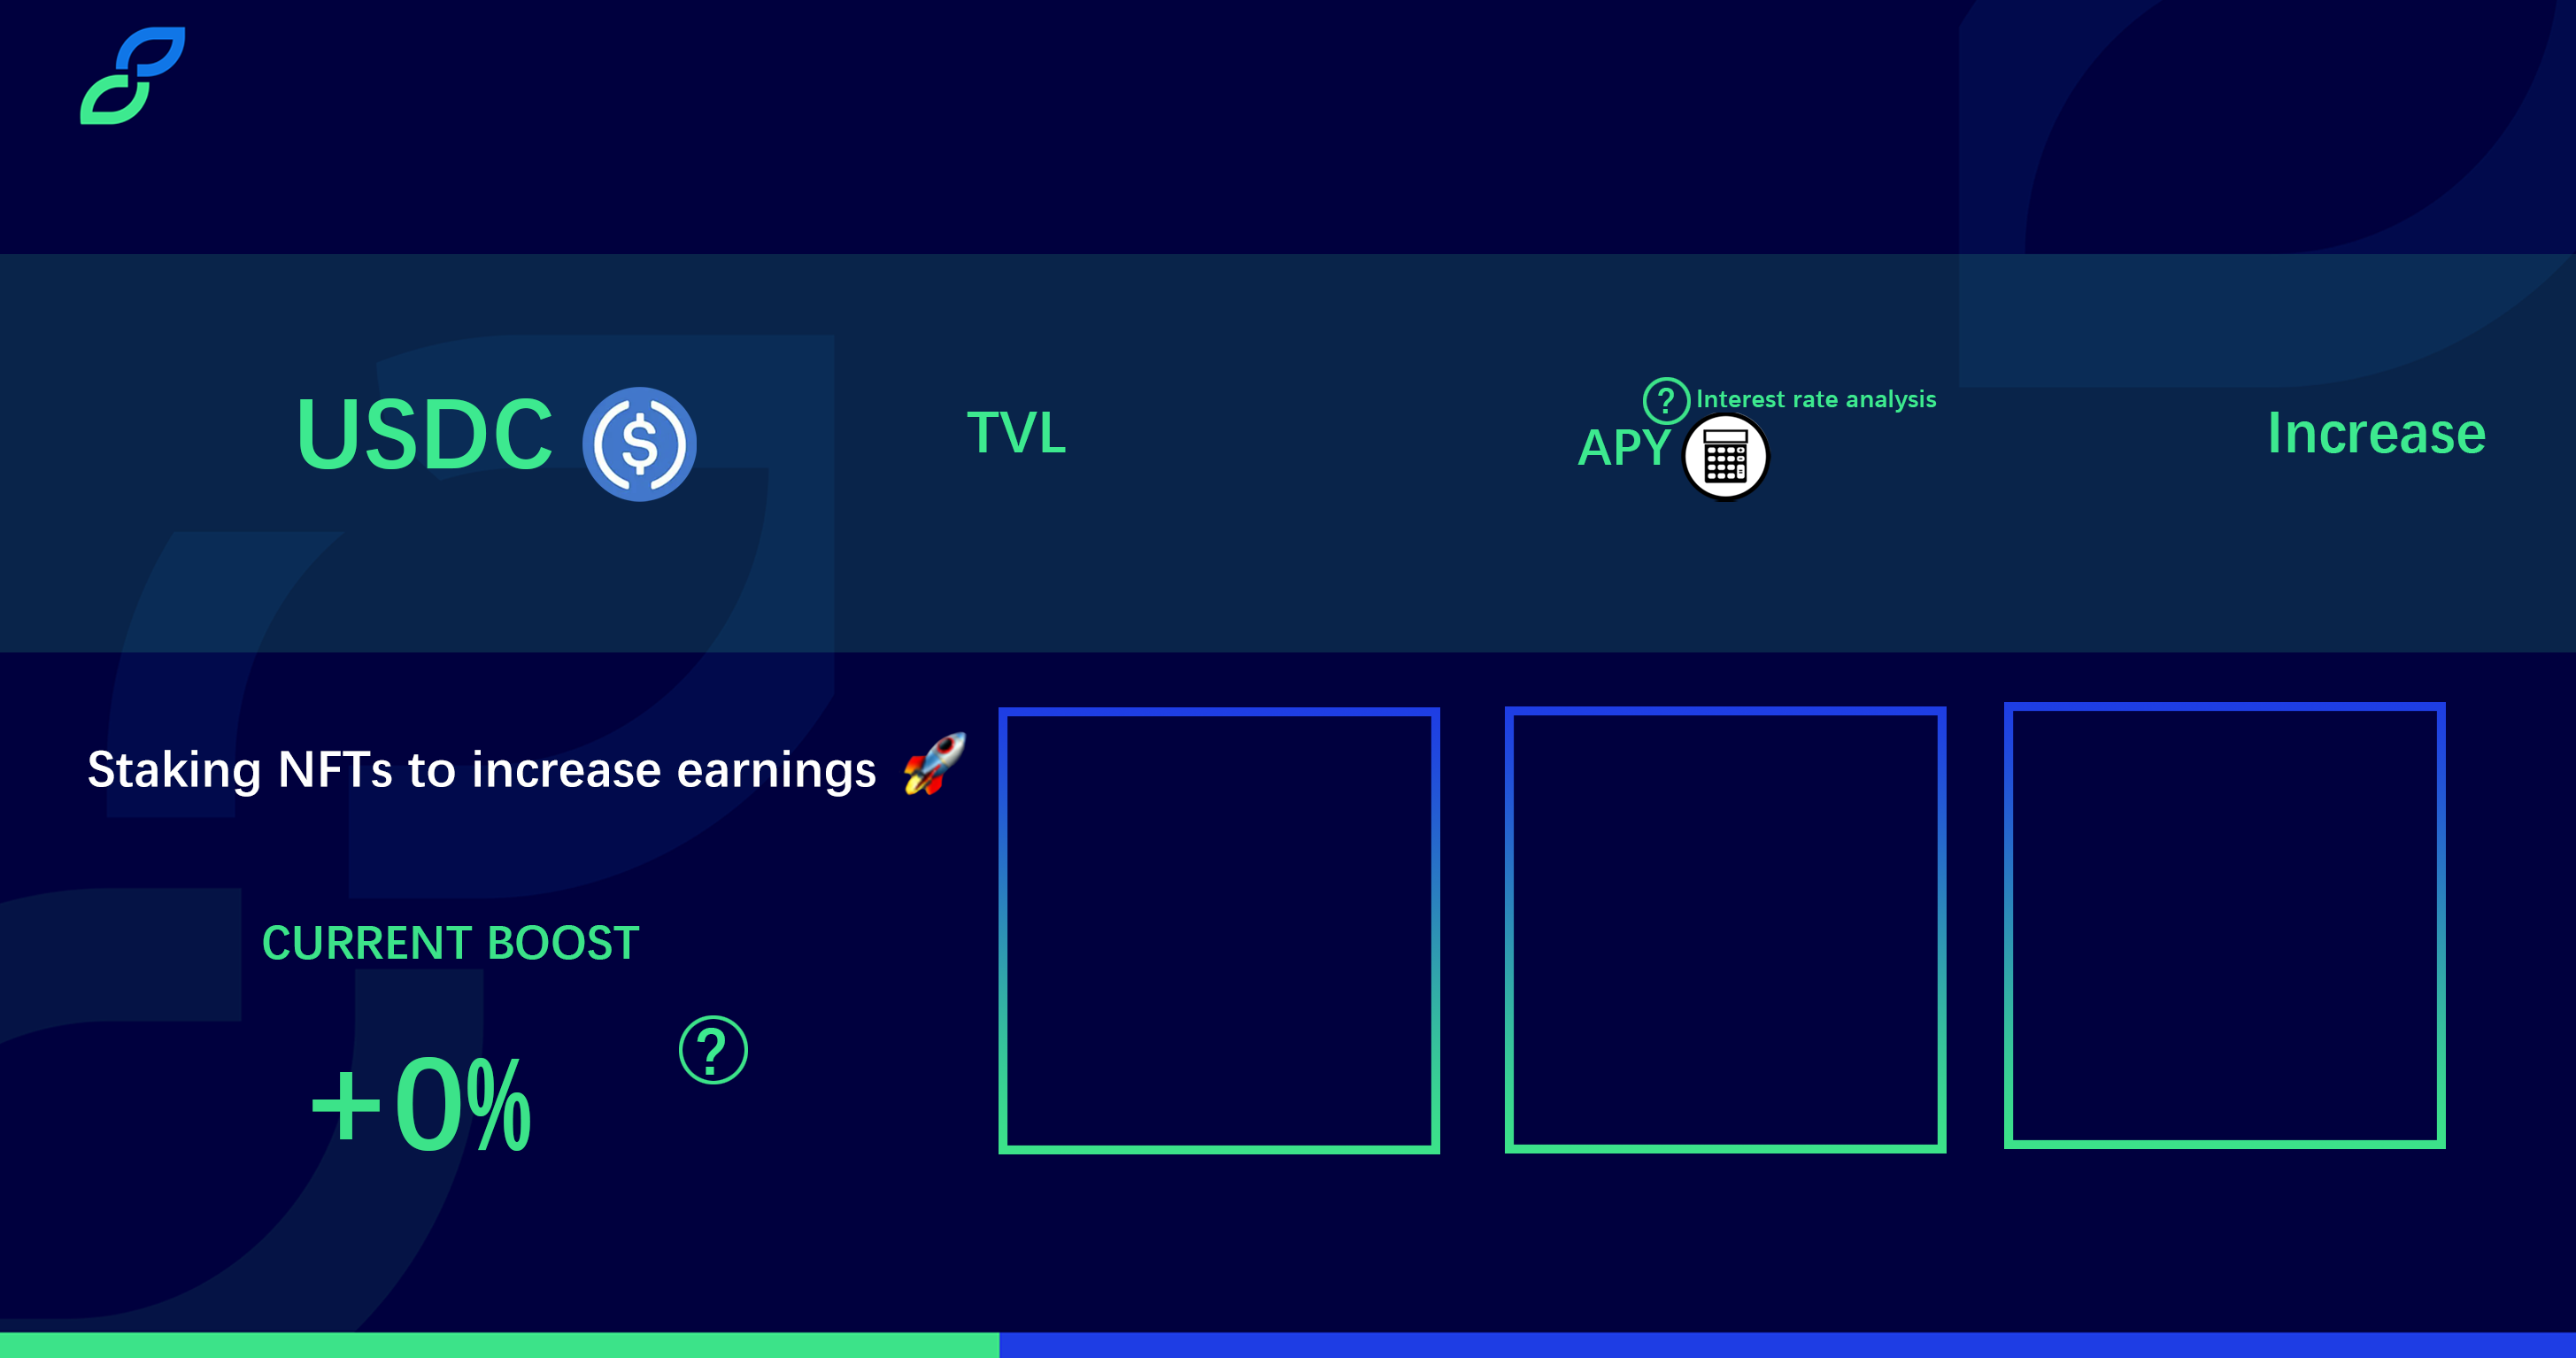 USDC $
TVL
? Interest rate analysis
APY
Increase
Staking NFTs to increase earnings 🚀
CURRENT BOOST
?
+0%